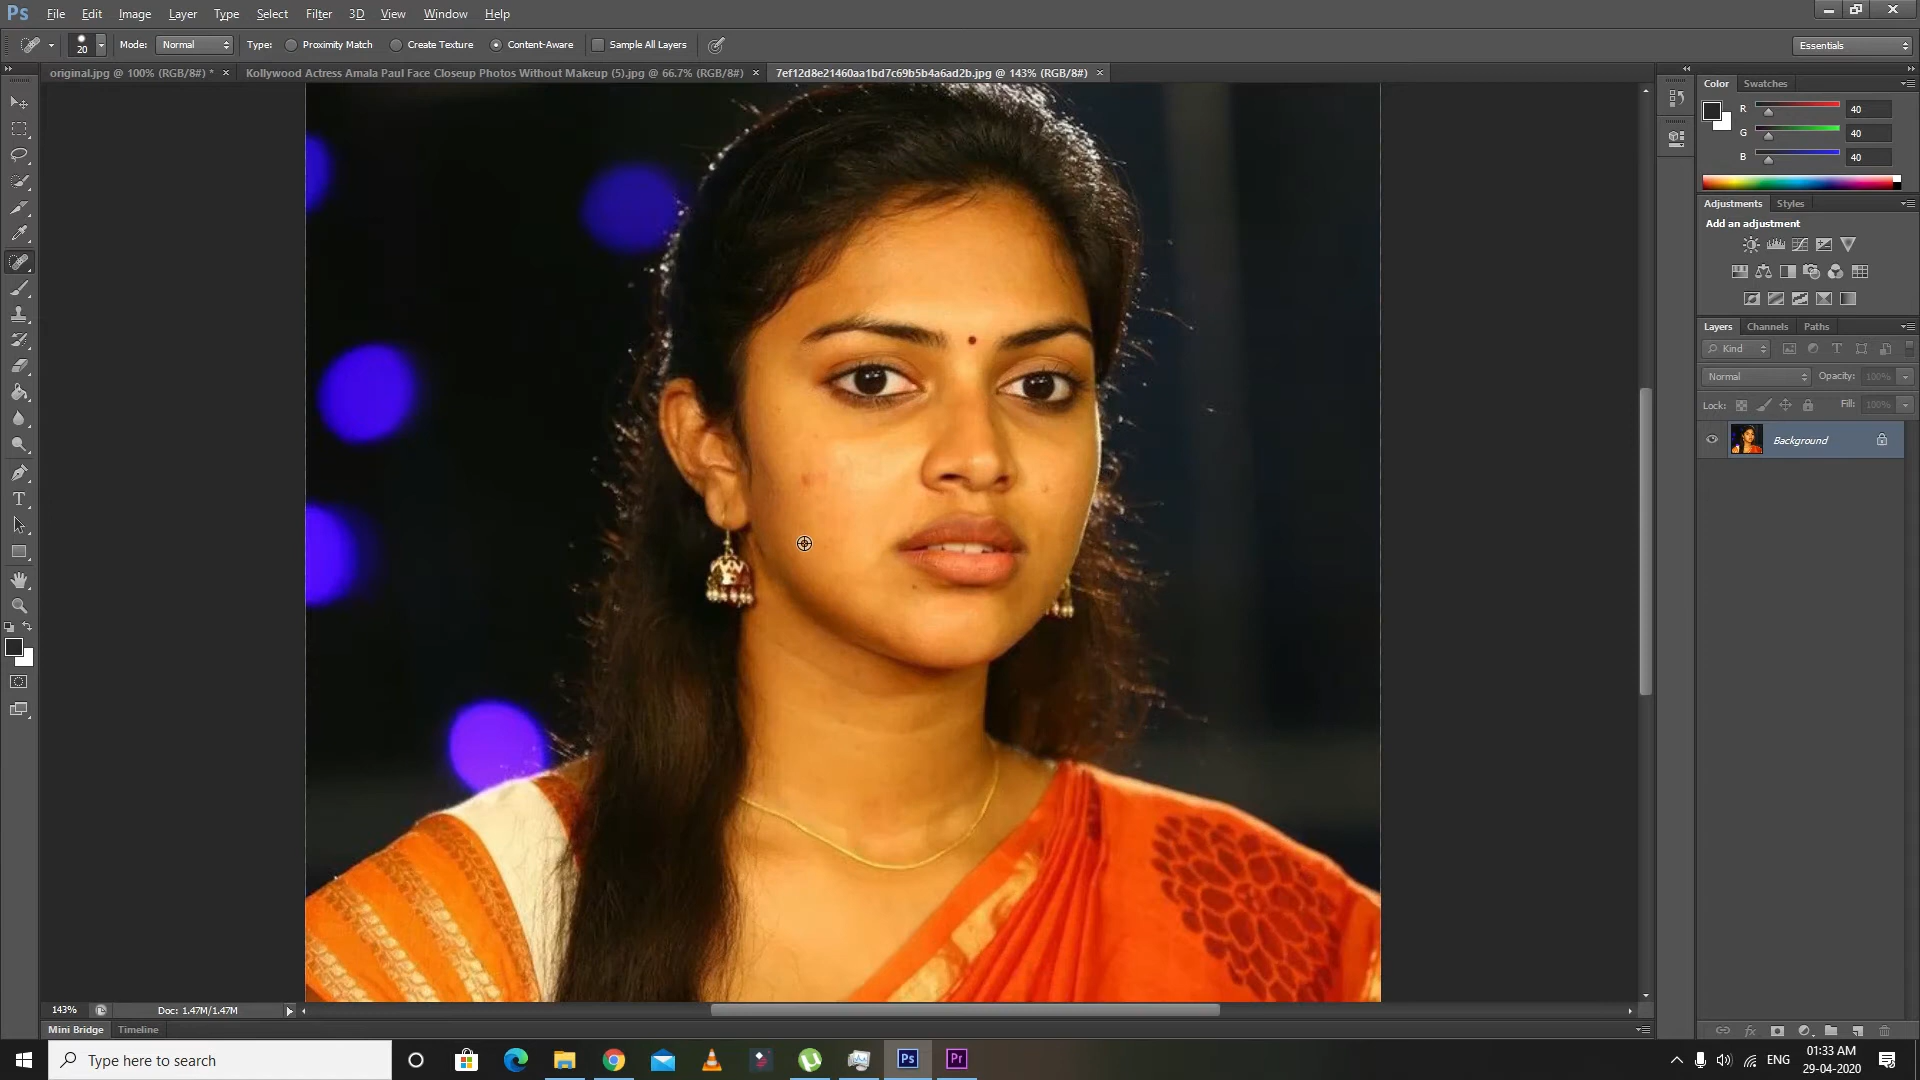 Ps File Edit Image Layer Type Select Filter 3D View Window Help
20 Mode: Normal Type: Proximity Match Create Texture Content-Aware Sample All Layers Essentials
original.jpg @ 100% (RGB/8#) * × Kollywood Actress Amala Paul Face Closeup Photos Without Makeup (5).jpg @ 66.7% (RGB/8#) × 7ef12d8e21460aa1bd7c69b5b4a6ad2b.jpg @ 143% (RGB/8#) ×
Color Swatches
R 40
G 40
B 40
Adjustments Styles
Add an adjustment
Layers Channels Paths
Kind
Normal Opacity: 100%
Lock: Fill: 100%
Background
143% Doc: 1.47M/1.47M
Mini Bridge Timeline
Type here to search
Ps Pr
ENG
01:33 AM
29-04-2020